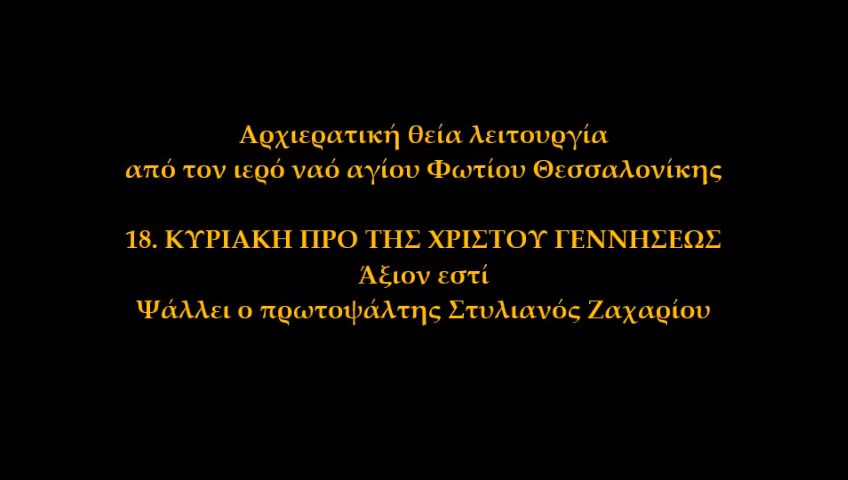 Αρχιερατική θεία λειτουργία
από τον ιερό ναό αγίου Φωτίου Θεσσαλονίκης
18. ΚΥΡΙΑΚΗ ΠΡΟ ΤΗΣ ΧΡΙΣΤΟΥ ΓΕΝΝΗΣΕΩΣ
Άξιον εστί
Ψάλλει ο πρωτοψάλτης Στυλιανός Ζαχαρίου